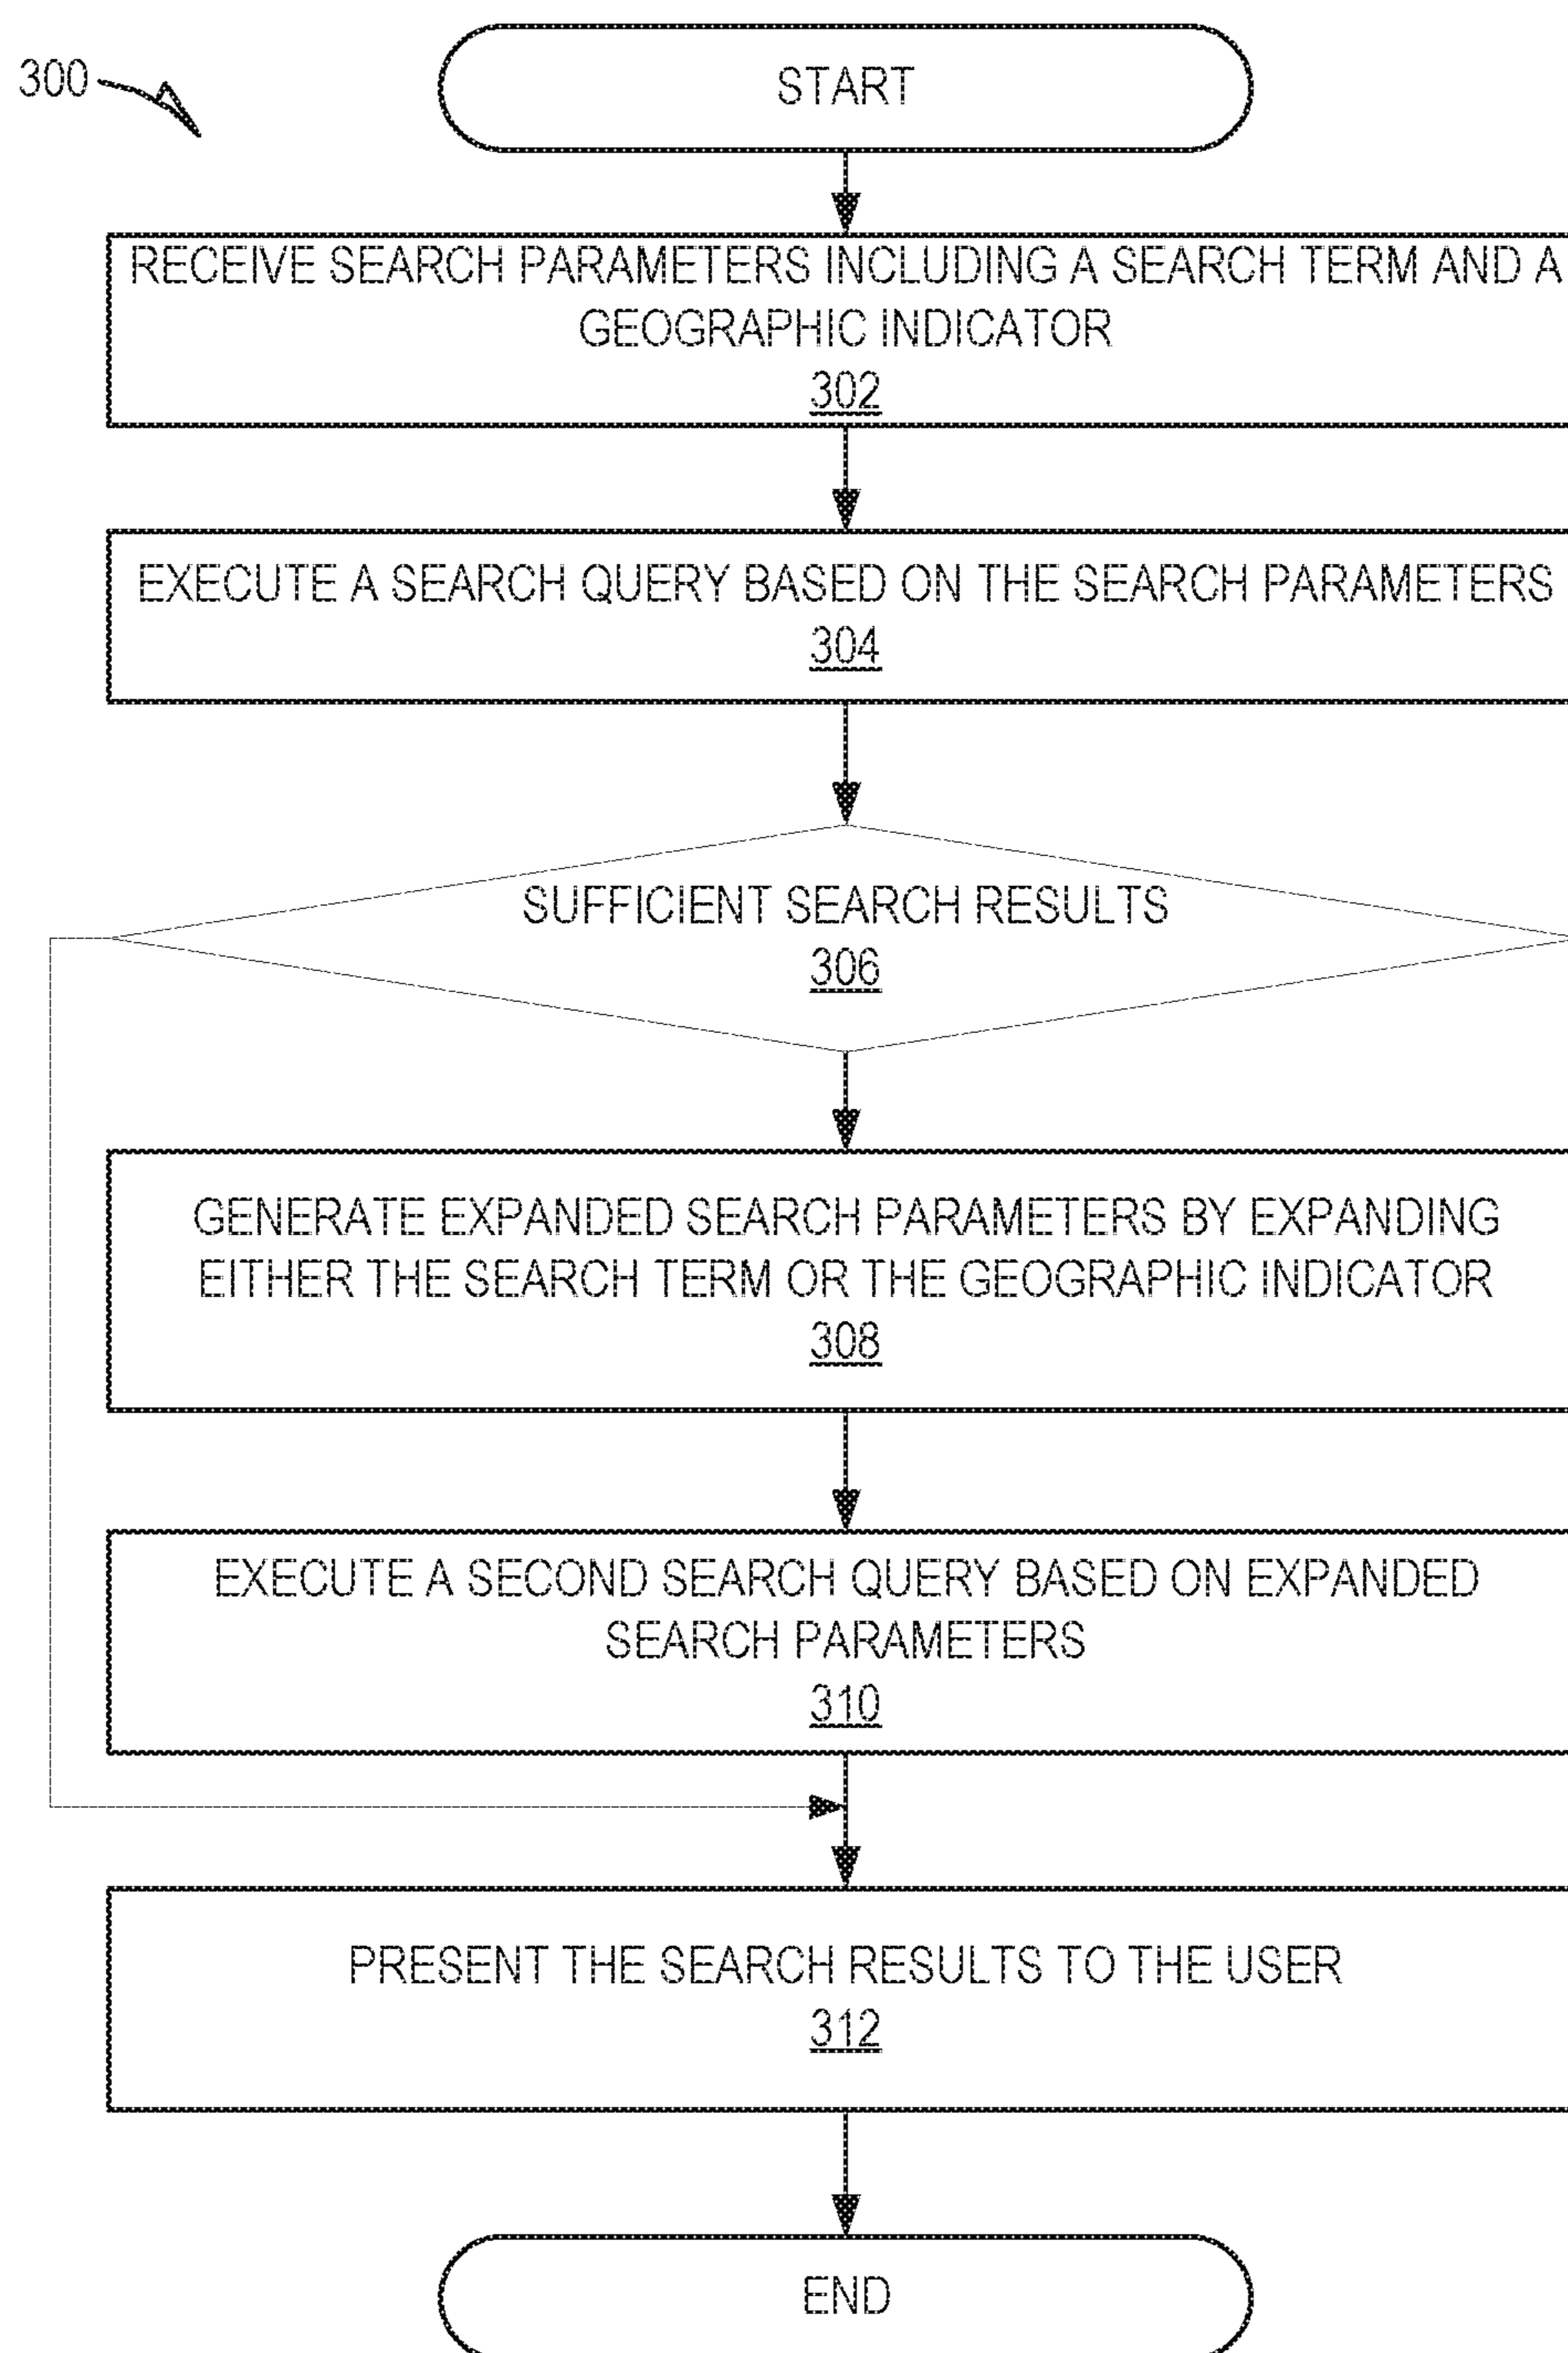 300
START
RECEIVE SEARCH PARAMETERS INCLUDING A SEARCH TERM AND A
GEOGRAPHIC INDICATOR
302
EXECUTE A SEARCH QUERY BASED ON THE SEARCH PARAMETERS
304
SUFFICIENT SEARCH RESULTS
306
GENERATE EXPANDED SEARCH PARAMETERS BY EXPANDING
EITHER THE SEARCH TERM OR THE GEOGRAPHIC INDICATOR
308
EXECUTE A SECOND SEARCH QUERY BASED ON EXPANDED
SEARCH PARAMETERS
310
PRESENT THE SEARCH RESULTS TO THE USER
312
END